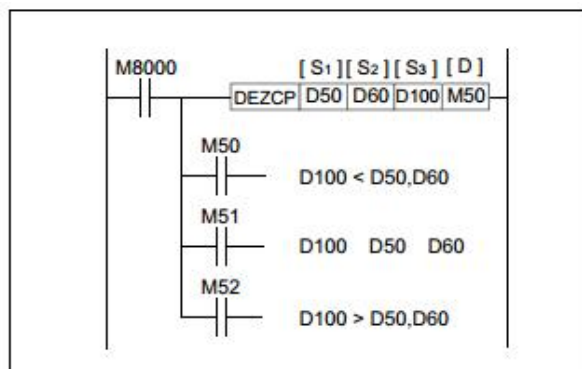 M8000
[ S1 ] [ S2 ] [ S3 ] [ D ]
DEZCP D50 D60 D100 M50
M50
D100 < D50,D60
M51
D100 D50 D60
M52
D100 > D50,D60